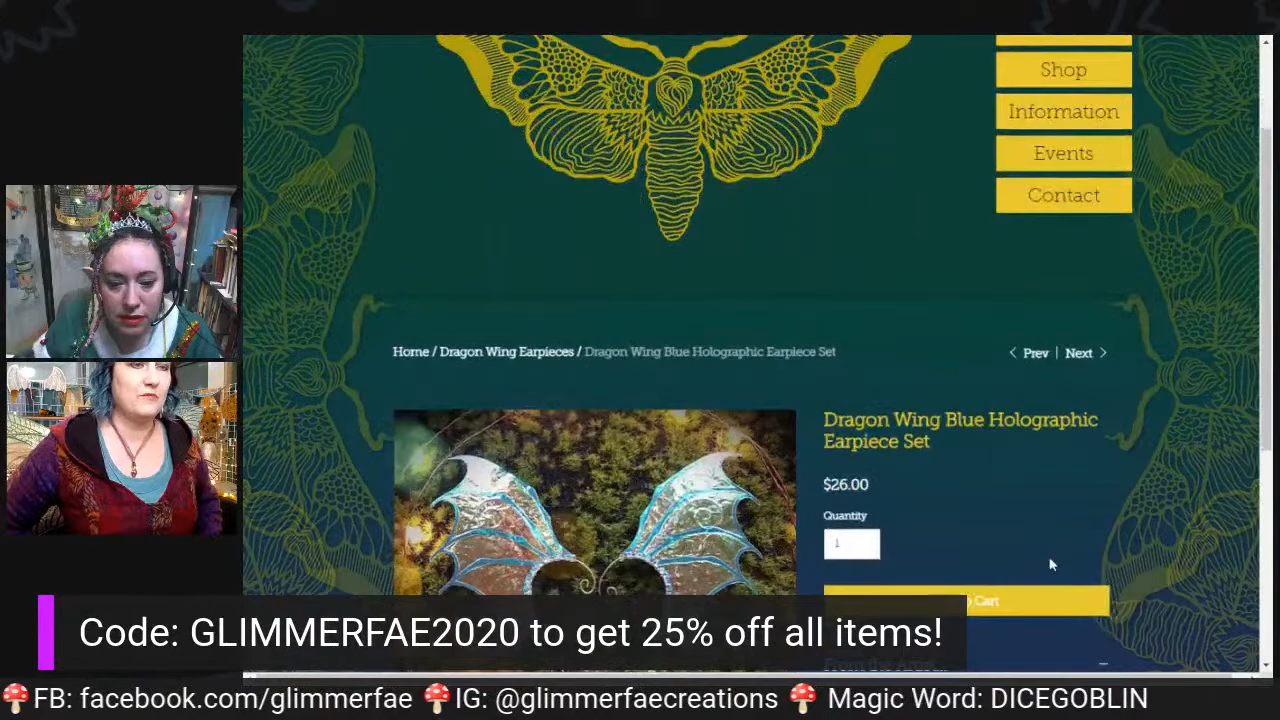 Shop
Information
Events
Contact
Home / Dragon Wing Earpieces / Dragon Wing Blue Holographic Earpiece Set
Prev | Next
Dragon Wing Blue Holographic
Earpiece Set
$26.00
Quantity
1
Cart
Code: GLIMMERFAE2020 to get 25% off all items!
FB: facebook.com/glimmerfae IG: @glimmerfaecreations Magic Word: DICEGOBLIN